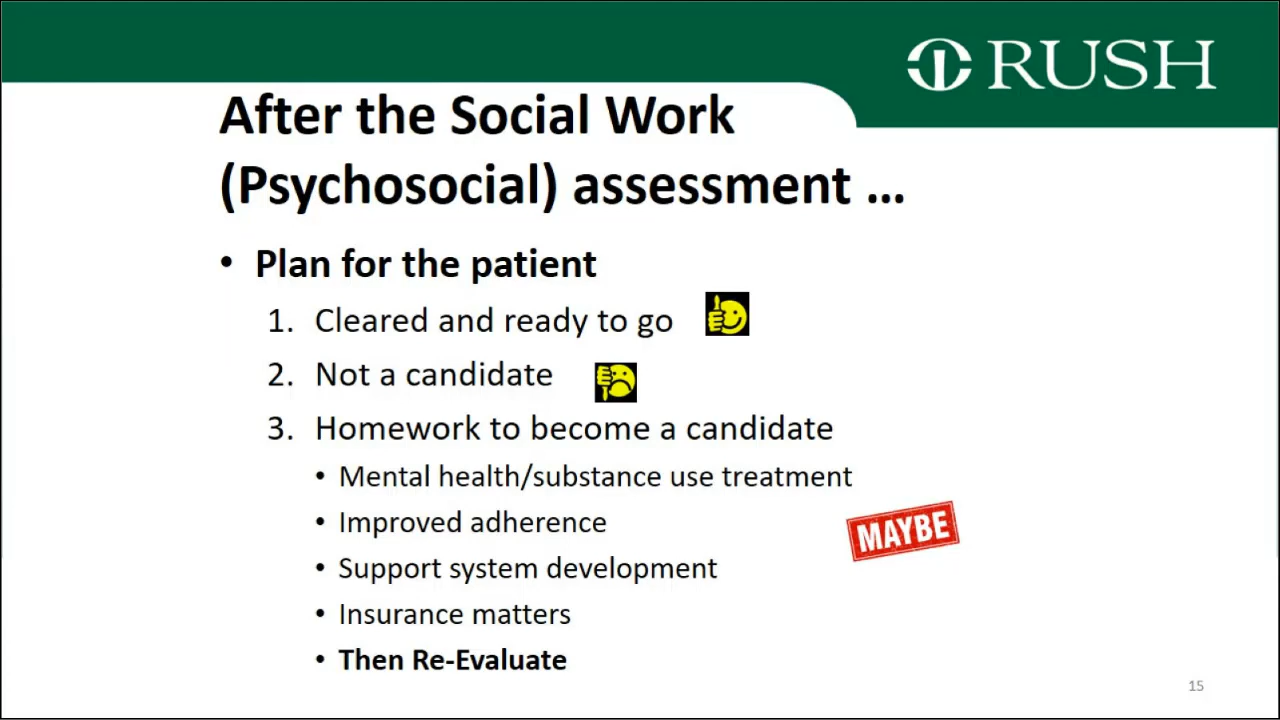 RUSH
After the Social Work
(Psychosocial) assessment ...
• Plan for the patient
1. Cleared and ready to go
2. Not a candidate
3. Homework to become a candidate
• Mental health/substance use treatment
• Improved adherence
MAYBE
• Support system development
• Insurance matters
• Then Re-Evaluate
15